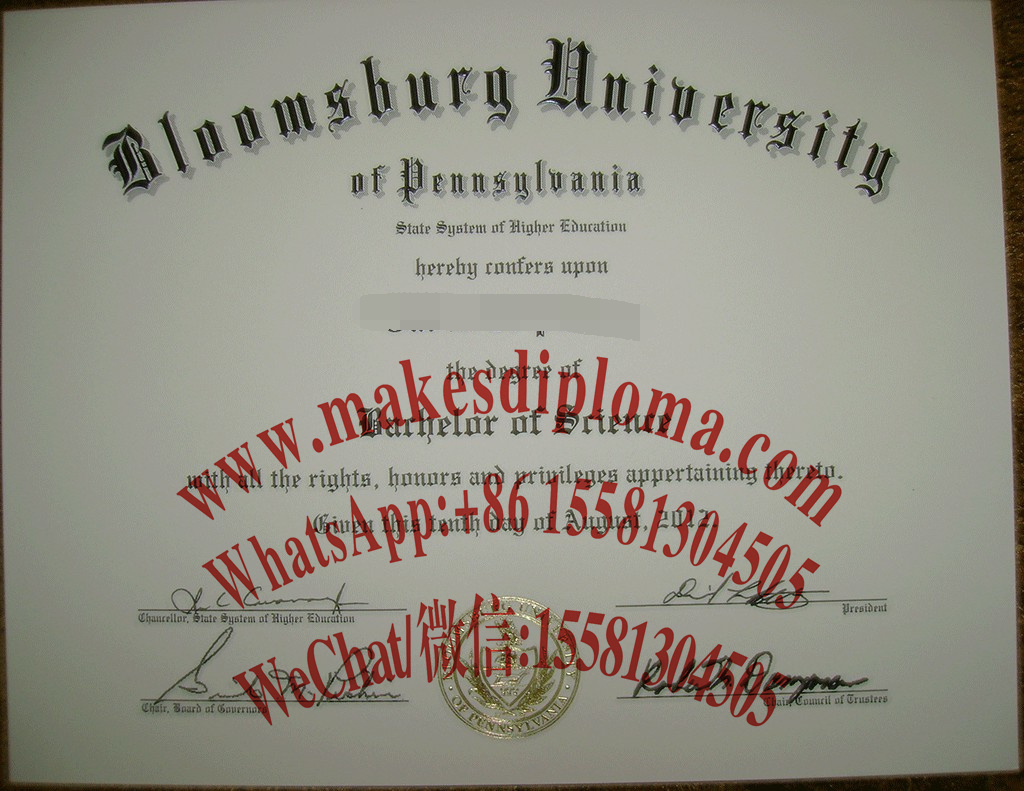 Bloomsburg University
of Pennsylvania
State System of Higher Education
hereby confers upon
the degree of
www.makesdiploma.com
Bachelor of Science
with all the rights, honors and privileges appertaining thereto.
WhatsApp:+86 15581304505
Given this tenth day of August, 2012.
Chancellor, State System of Higher Education
President
WeChat/微信:15581304505
Chair, Board of Governors
Chair, Council of Trustees
OF PENNSYLVANIA